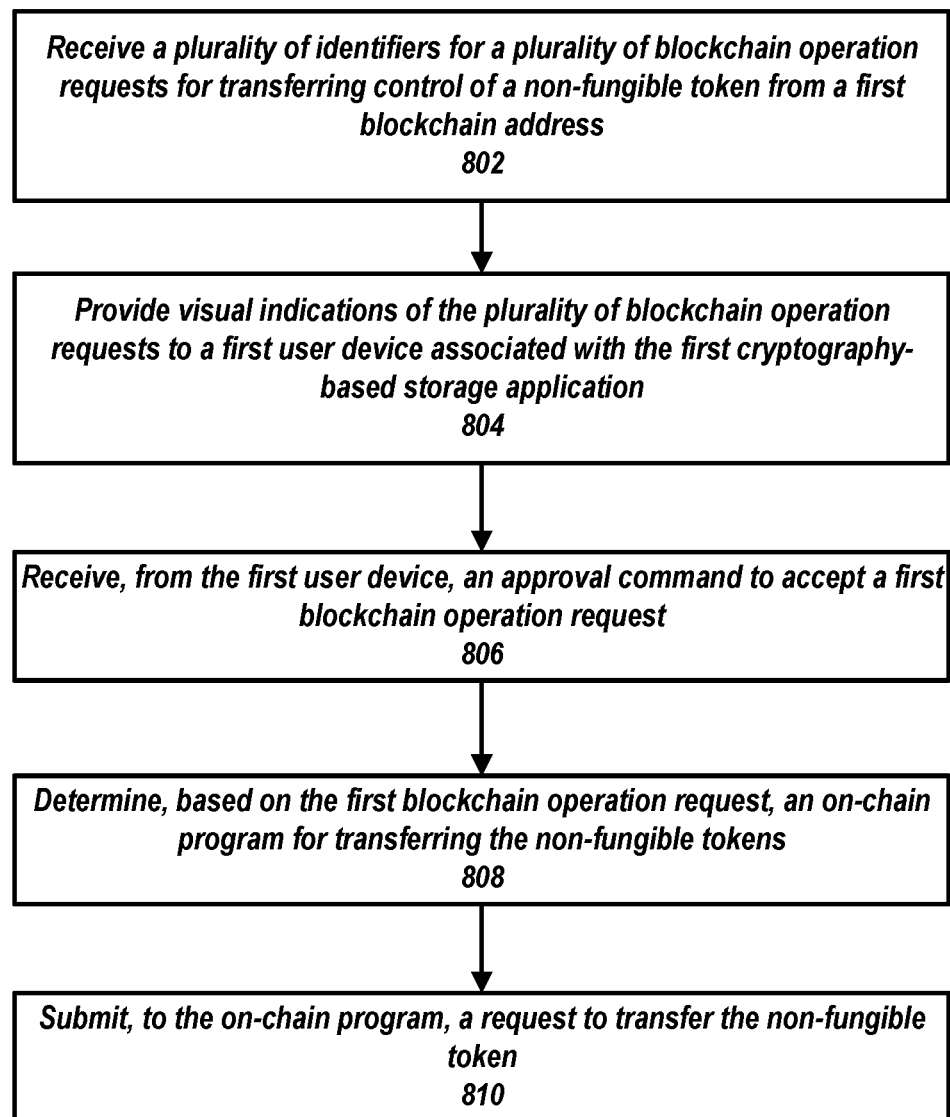 Receive a plurality of identifiers for a plurality of blockchain operation
requests for transferring control of a non-fungible token from a first
blockchain address
802
Provide visual indications of the plurality of blockchain operation
requests to a first user device associated with the first cryptography-
based storage application
804
Receive, from the first user device, an approval command to accept a first
blockchain operation request
806
Determine, based on the first blockchain operation request, an on-chain
program for transferring the non-fungible tokens
808
Submit, to the on-chain program, a request to transfer the non-fungible
token
810